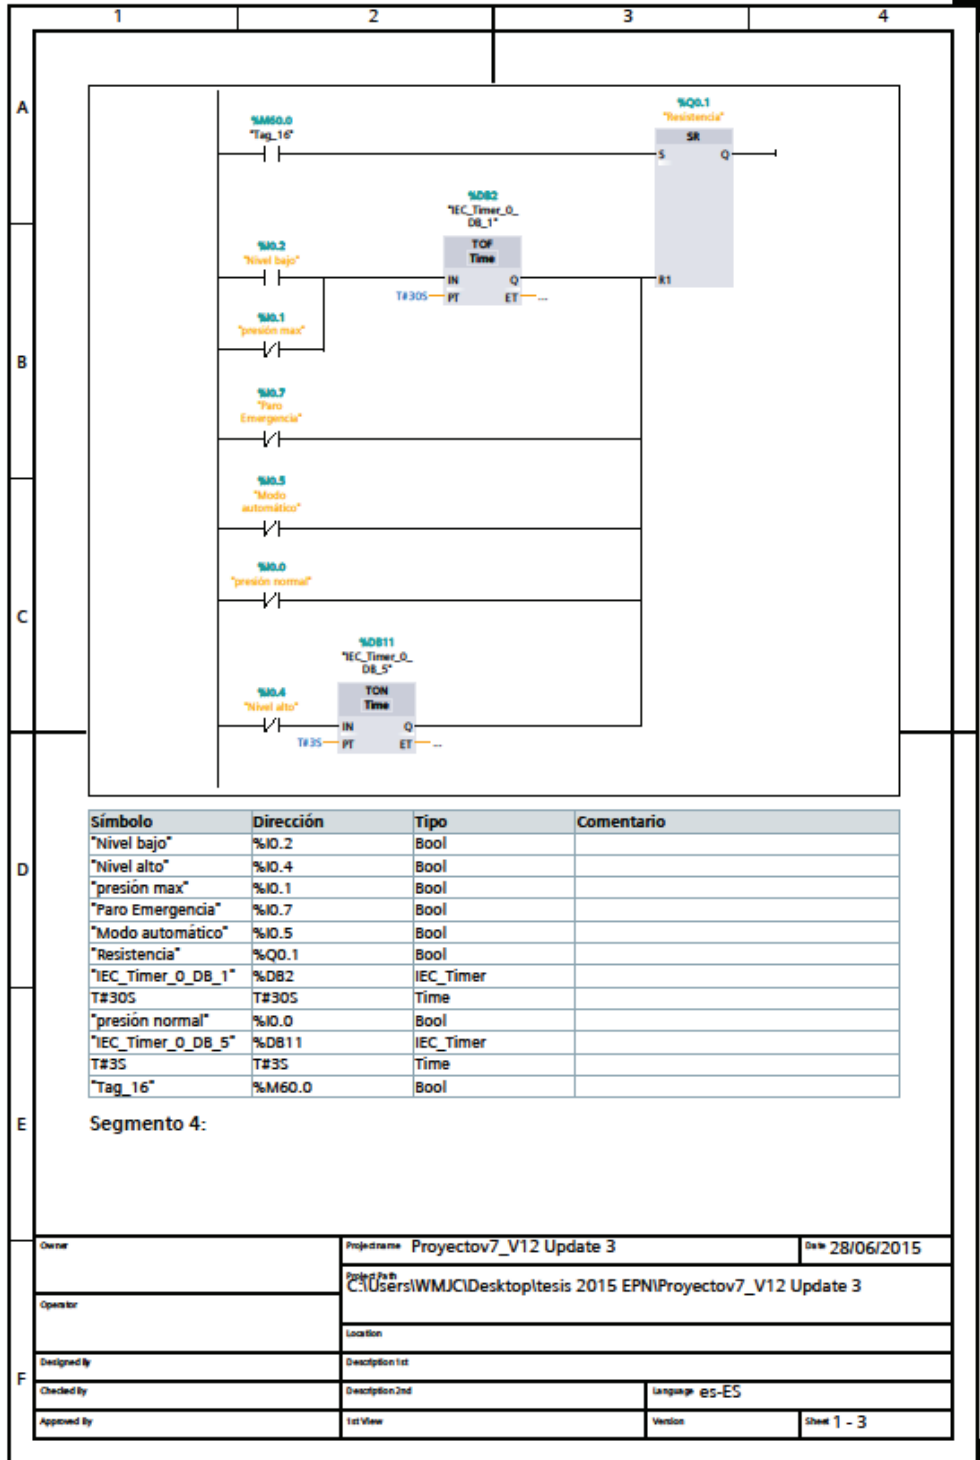 1 2 3 4
A
B
C
D
E
F
%M60.0
"Tag_16"
%Q0.1
"Resistencia"
SR
S Q
R1
%DB2
"IEC_Timer_0_
DB_1"
TOF
Time
IN Q
T#30S PT ET ...
%I0.2
"Nivel bajo"
%I0.1
"presión max"
%I0.7
"Paro
Emergencia"
%I0.5
"Modo
automático"
%I0.0
"presión normal"
%DB11
"IEC_Timer_0_
DB_5"
TON
Time
%I0.4
"Nivel alto"
IN Q
T#3S PT ET ...
Símbolo Dirección Tipo Comentario
"Nivel bajo" %I0.2 Bool
"Nivel alto" %I0.4 Bool
"presión max" %I0.1 Bool
"Paro Emergencia" %I0.7 Bool
"Modo automático" %I0.5 Bool
"Resistencia" %Q0.1 Bool
"IEC_Timer_0_DB_1" %DB2 IEC_Timer
T#30S T#30S Time
"presión normal" %I0.0 Bool
"IEC_Timer_0_DB_5" %DB11 IEC_Timer
T#3S T#3S Time
"Tag_16" %M60.0 Bool
Segmento 4:
Owner
Projectname Proyectov7_V12 Update 3
Date 28/06/2015
Project Path
C:\Users\WMJC\Desktop\tesis 2015 EPN\Proyectov7_V12 Update 3
Operator
Location
Designed By
Description 1st
Checked By
Description 2nd
Language es-ES
Approved By
1st View
Version
Sheet 1 - 3